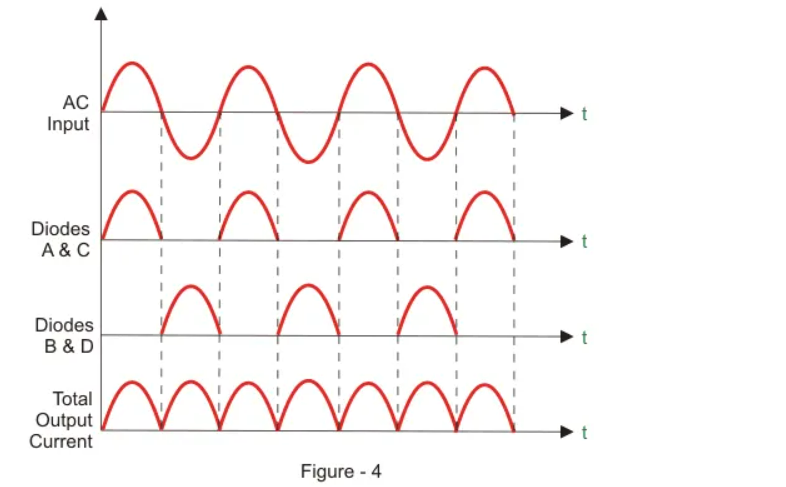 AC
Input
t
Diodes
A & C
t
Diodes
B & D
t
Total
Output
Current
t
Figure - 4